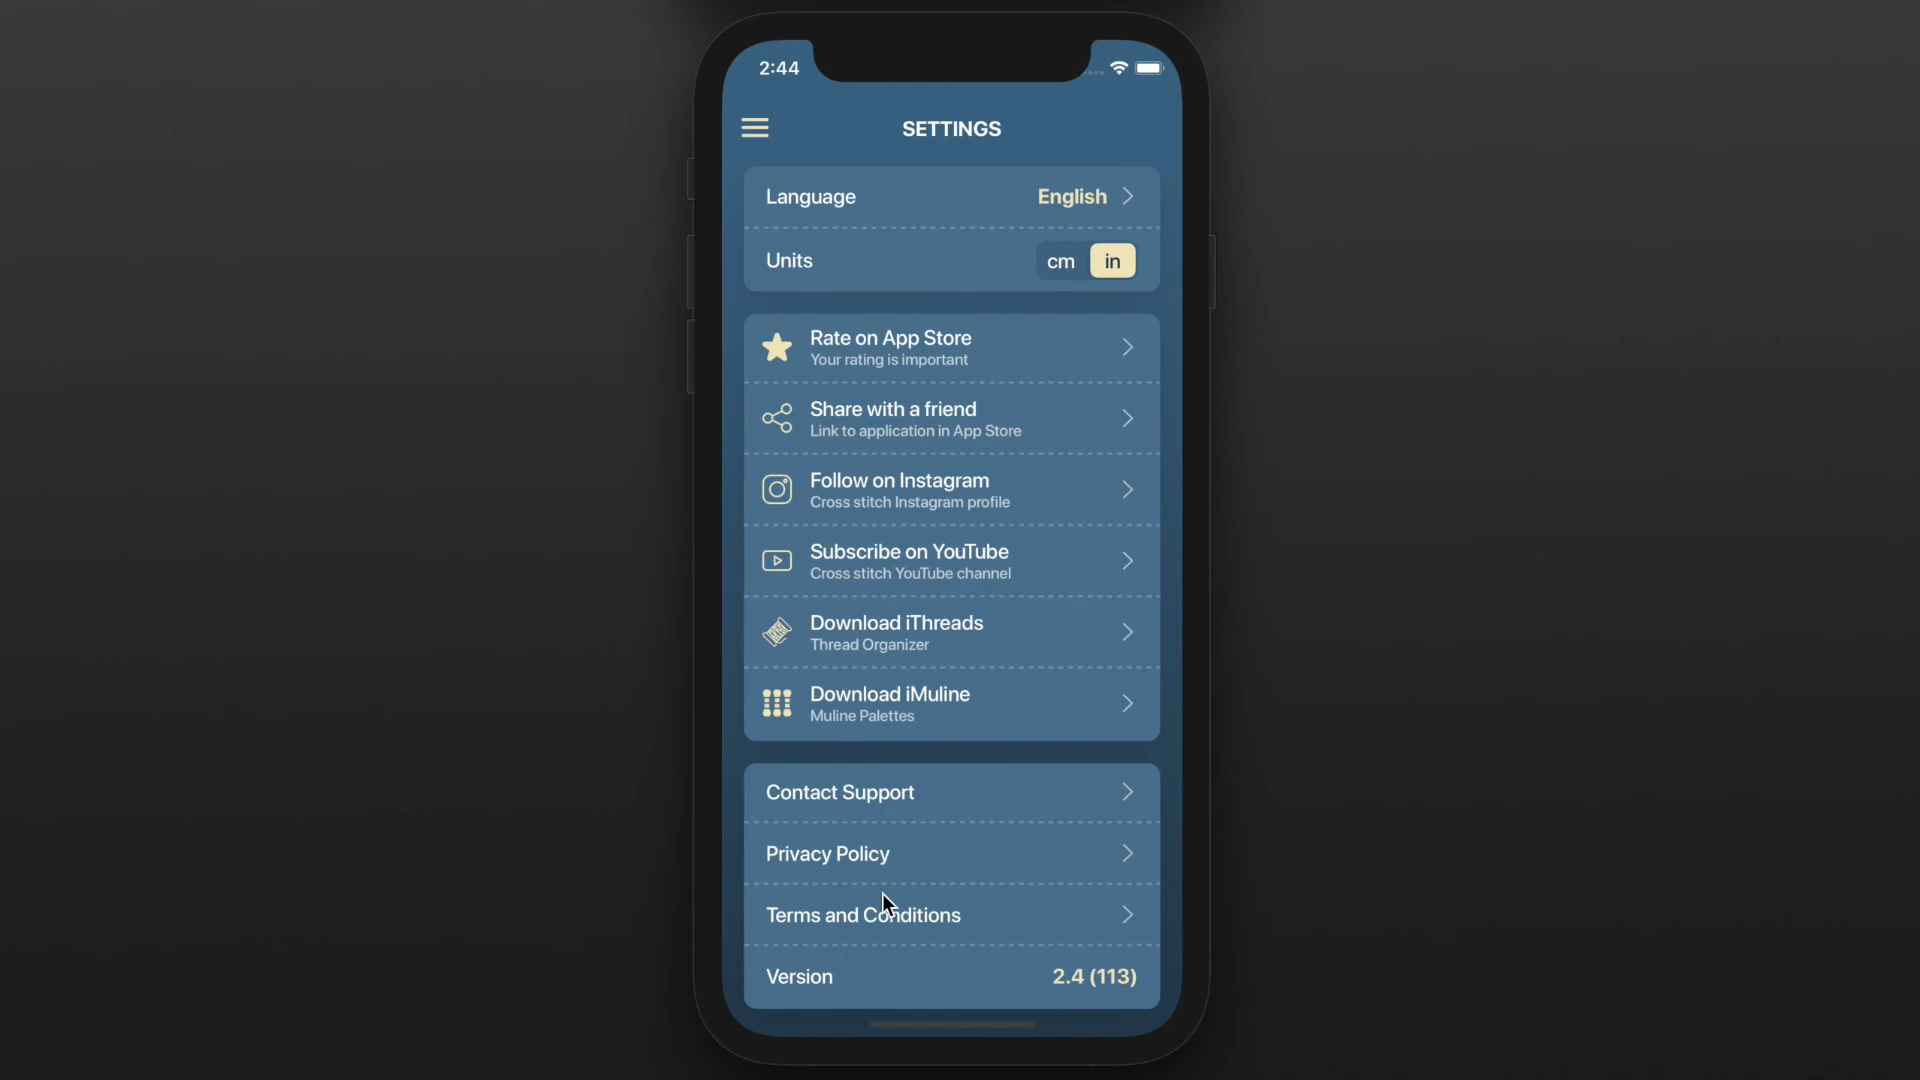 2:44
SETTINGS
Language English
Units cm in
Rate on App Store
Your rating is important
Share with a friend
Link to application in App Store
Follow on Instagram
Cross stitch Instagram profile
Subscribe on YouTube
Cross stitch YouTube channel
Download iThreads
Thread Organizer
Download iMuline
Muline Palettes
Contact Support
Privacy Policy
Terms and Conditions
Version 2.4 (113)